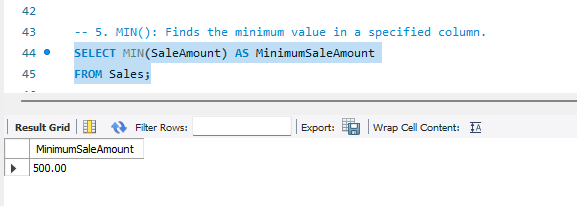 42
43 -- 5. MIN(): Finds the minimum value in a specified column.
44 SELECT MIN(SaleAmount) AS MinimumSaleAmount
45 FROM Sales;
Result Grid Filter Rows: Export: Wrap Cell Content: IA
MinimumSaleAmount
500.00